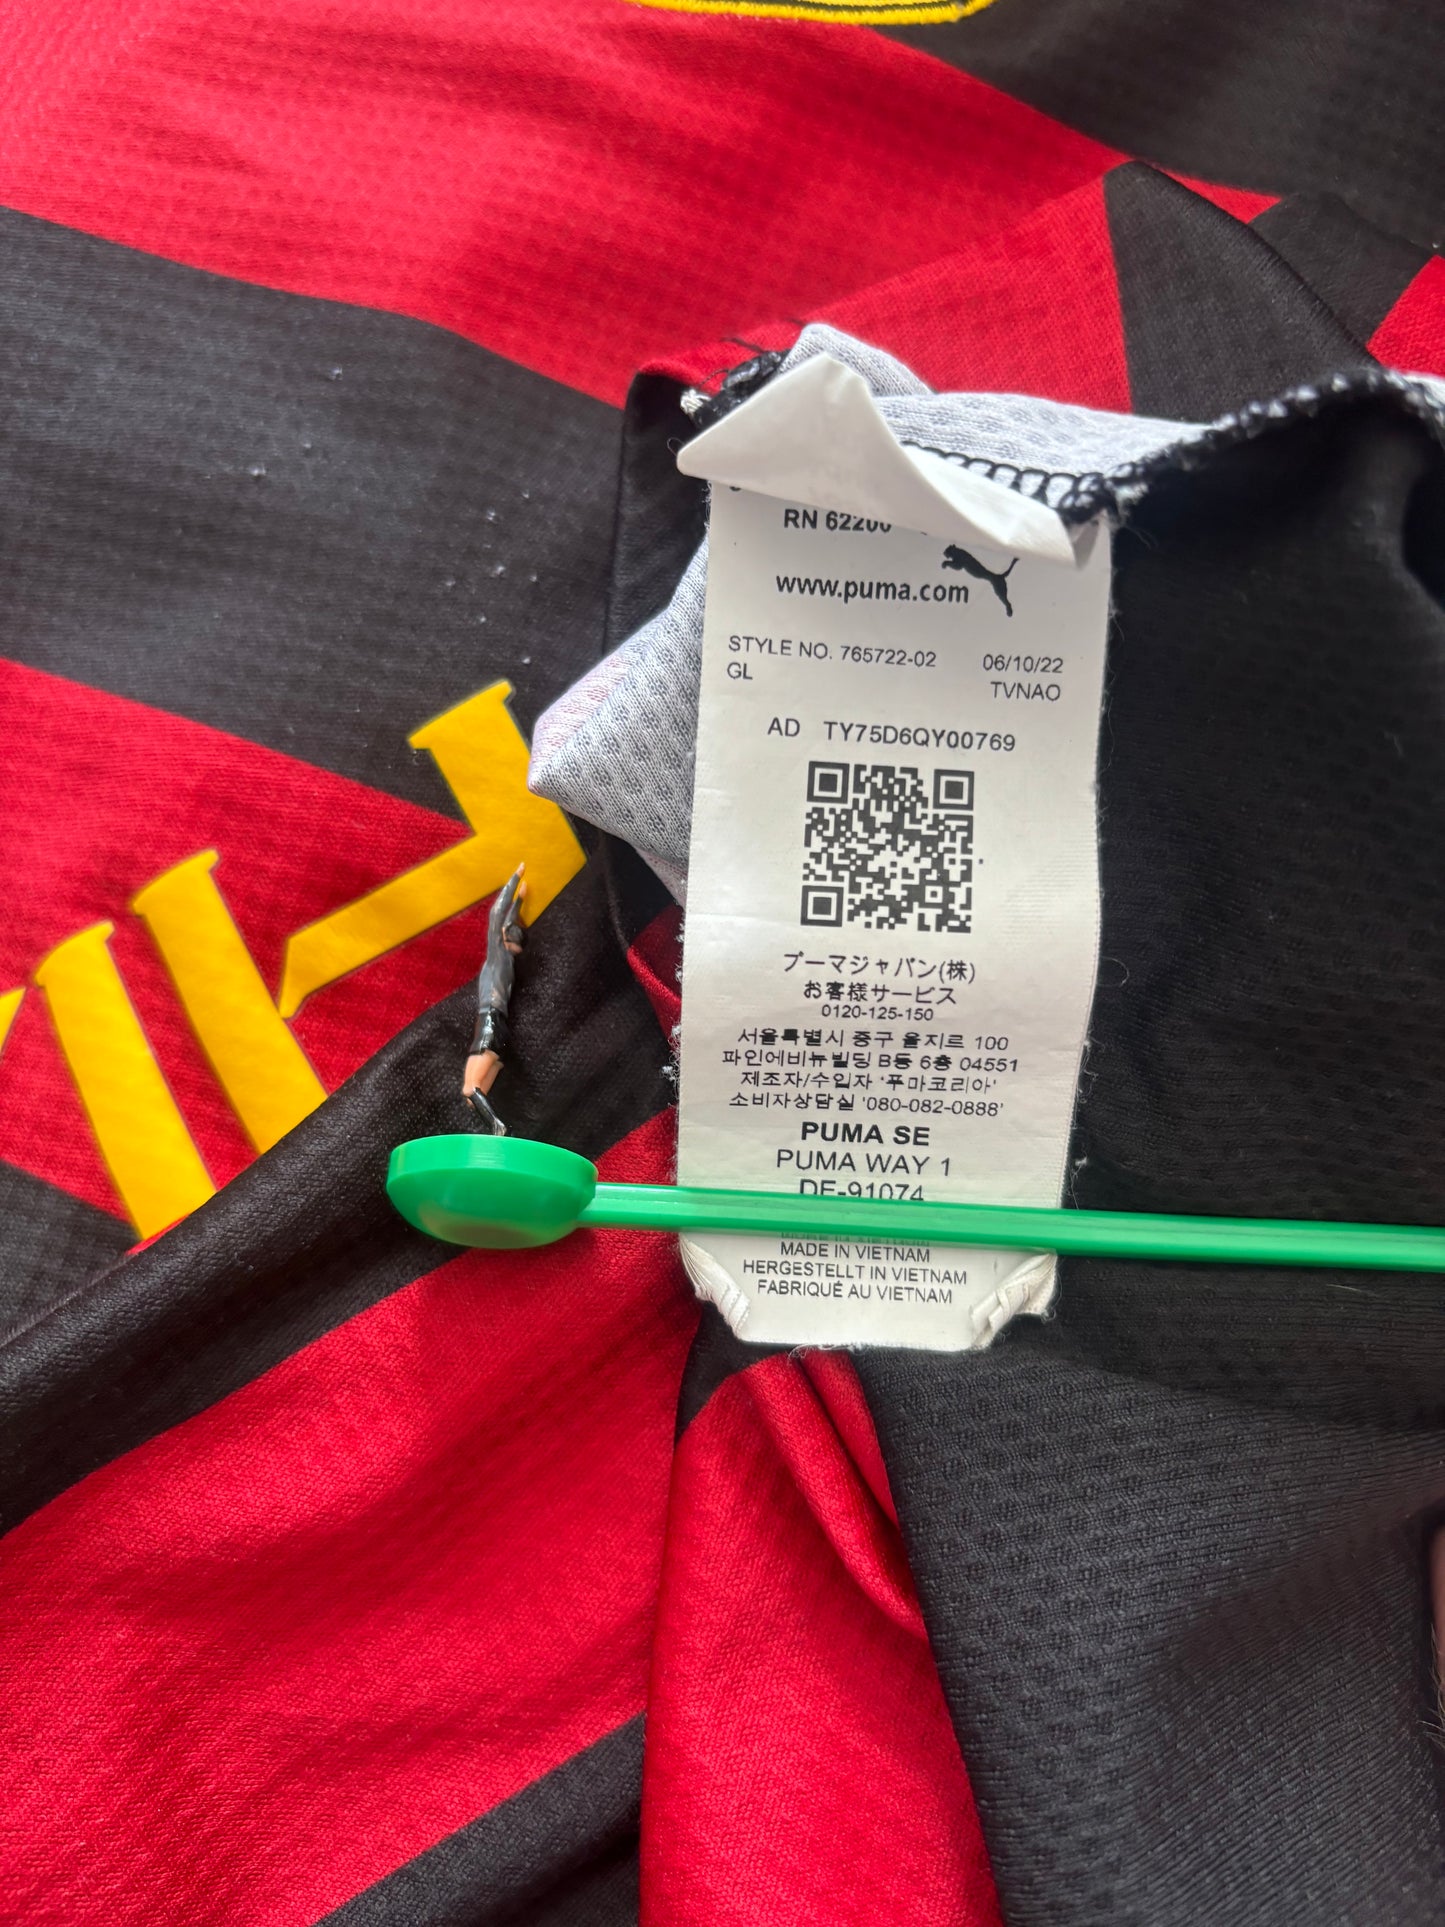 RN 62200
www.puma.com
STYLE NO. 765722-02 06/10/22
GL TVNAO
AD TY75D6QY00769
プーマジャパン(株)
お客様サービス
0120-125-150
서울특별시 중구 을지로 100
파인에비뉴빌딩 B동 6층 04551
제조자/수입자 '푸마코리아'
소비자상담실 '080-082-0888'
PUMA SE
PUMA WAY 1
DE-91074
MADE IN VIETNAM
HERGESTELLT IN VIETNAM
FABRIQUÉ AU VIETNAM